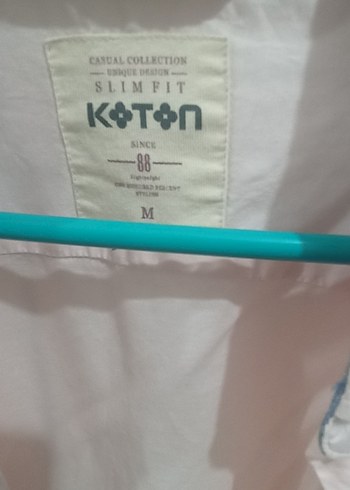 CASUAL COLLECTION
UNIQUE DESIGN
SLIM FIT
KOTON
SINCE
88
M